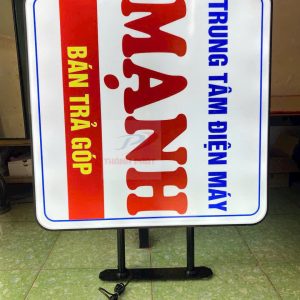 TRUNG TÂM ĐIỆN MÁY
MẠNH
BÁN TRẢ GÓP